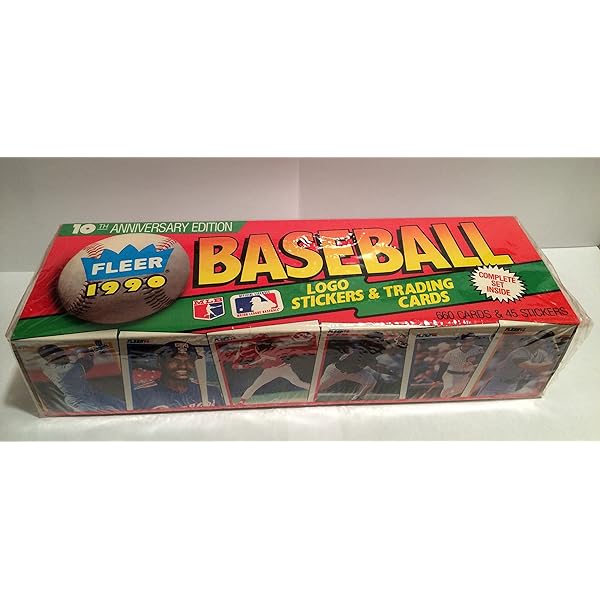 10TH ANNIVERSARY EDITION
FLEER
1990
BASEBALL
LOGO
STICKERS & TRADING
CARDS
COMPLETE
SET
INSIDE
660 CARDS & 45 STICKERS